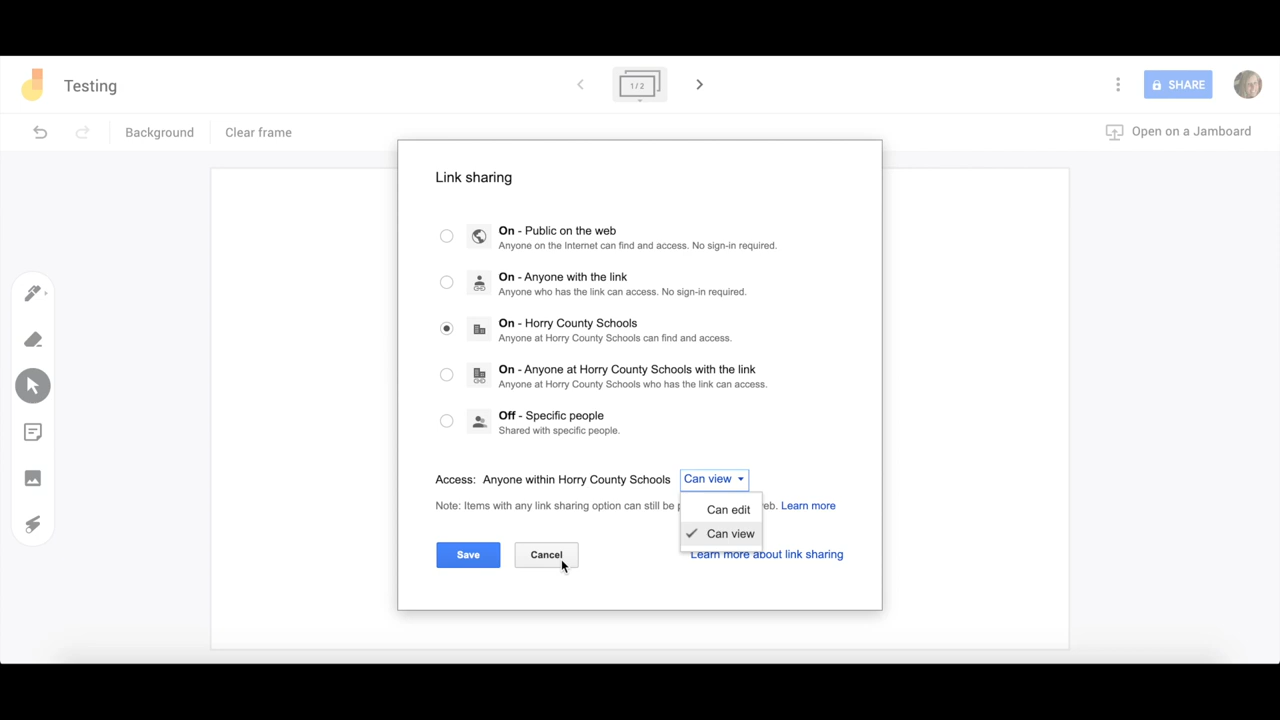 Testing
1 / 2
SHARE
Background
Clear frame
Open on a Jamboard
Link sharing
On - Public on the web
Anyone on the Internet can find and access. No sign-in required.
On - Anyone with the link
Anyone who has the link can access. No sign-in required.
On - Horry County Schools
Anyone at Horry County Schools can find and access.
On - Anyone at Horry County Schools with the link
Anyone at Horry County Schools who has the link can access.
Off - Specific people
Shared with specific people.
Access: Anyone within Horry County Schools Can view
Note: Items with any link sharing option can still be
eb. Learn more
Can edit
Can view
Save
Cancel
Learn more about link sharing